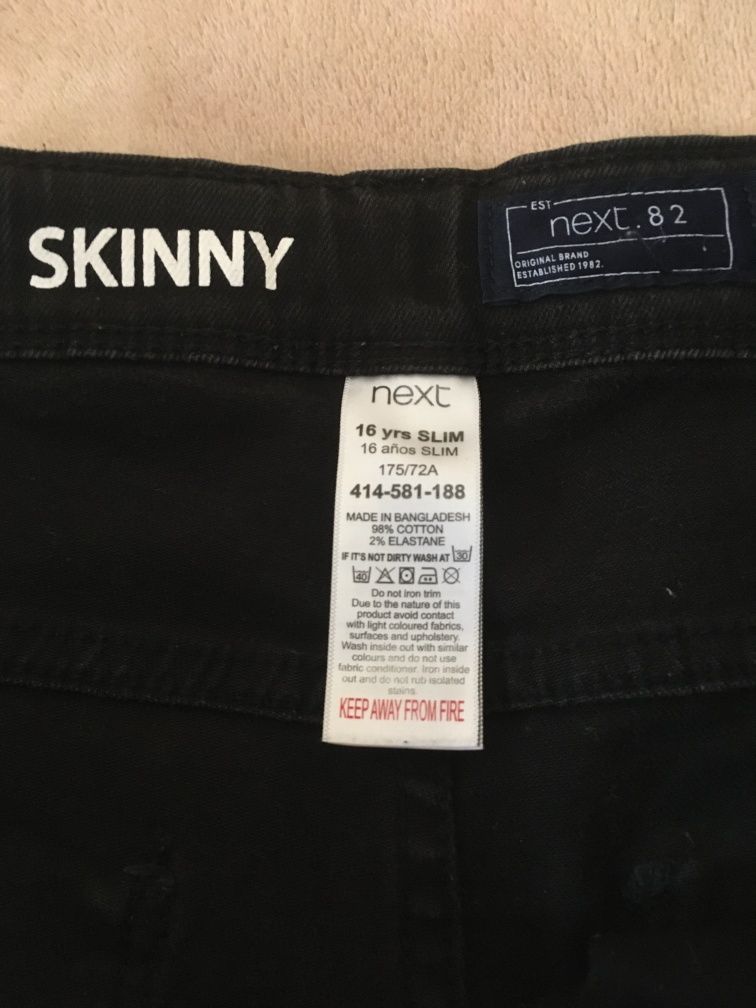 SKINNY
EST
next.82
ORIGINAL BRAND
ESTABLISHED 1982.
next
16 yrs SLIM
16 años SLIM
175/72A
414-581-188
MADE IN BANGLADESH
98% COTTON
2% ELASTANE
IF IT'S NOT DIRTY WASH AT 30
40
Do not iron trim
Due to the nature of this
product avoid contact
with light coloured fabrics,
surfaces and upholstery.
Wash inside out with similar
colours and do not use
fabric conditioner. Iron inside
out and do not rub isolated
stains.
KEEP AWAY FROM FIRE